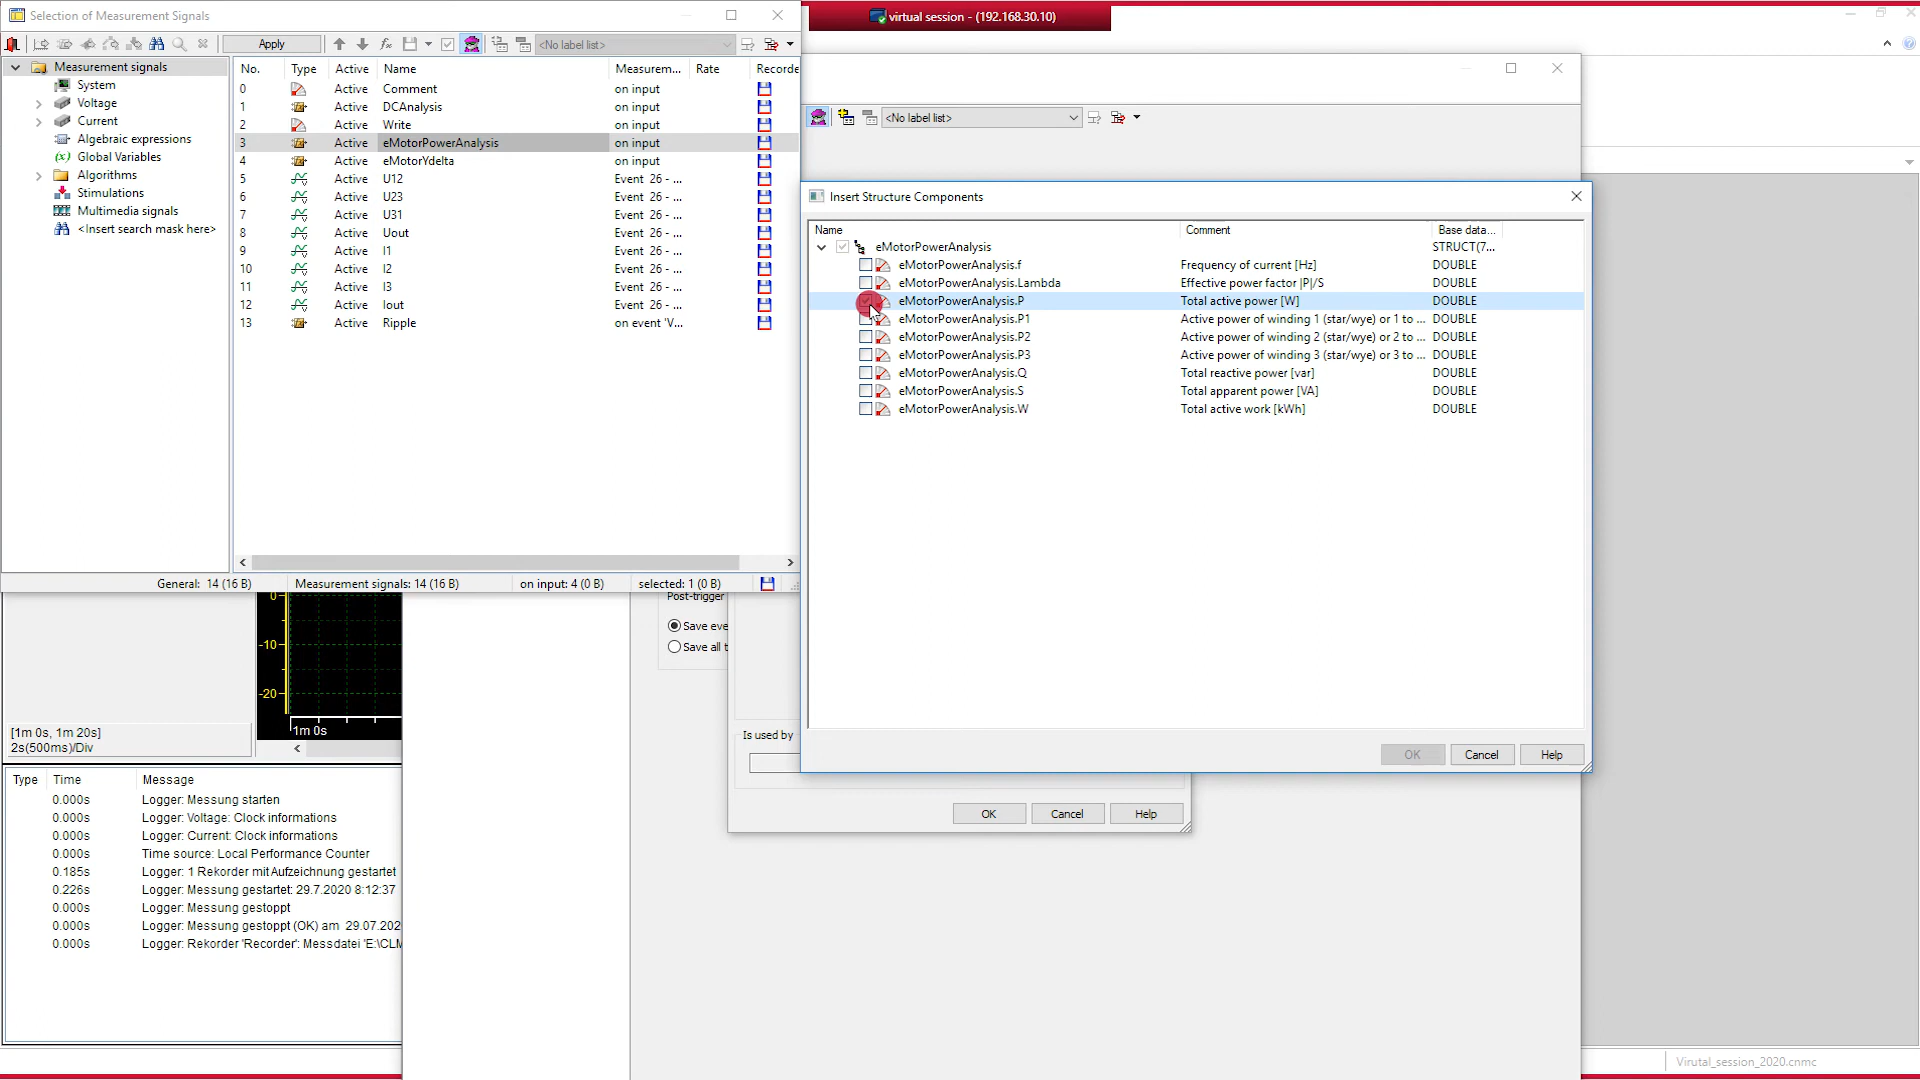 Selection of Measurement Signals
virtual session - (192.168.30.10)
Apply
<No label list>
Measurement signals
System
Voltage
Current
Algebraic expressions
Global Variables
Algorithms
Stimulations
Multimedia signals
<Insert search mask here>
No. Type Active Name Measurem... Rate Recorde
0 Active Comment on input
1 Active DCAnalysis on input
2 Active Write on input
3 Active eMotorPowerAnalysis on input
4 Active eMotorYdelta on input
5 Active U12 Event 26 - ...
6 Active U23 Event 26 - ...
7 Active U31 Event 26 - ...
8 Active Uout Event 26 - ...
9 Active I1 Event 26 - ...
10 Active I2 Event 26 - ...
11 Active I3 Event 26 - ...
12 Active Iout Event 26 - ...
13 Active Ripple on event 'V...
General: 14 (16 B) Measurement signals: 14 (16 B) on input: 4 (0 B) selected: 1 (0 B)
<No label list>
Insert Structure Components
Name Comment Base data...
eMotorPowerAnalysis STRUCT(7...
eMotorPowerAnalysis.f Frequency of current [Hz] DOUBLE
eMotorPowerAnalysis.Lambda Effective power factor |P|/S DOUBLE
eMotorPowerAnalysis.P Total active power [W] DOUBLE
eMotorPowerAnalysis.P1 Active power of winding 1 (star/wye) or 1 to ... DOUBLE
eMotorPowerAnalysis.P2 Active power of winding 2 (star/wye) or 2 to ... DOUBLE
eMotorPowerAnalysis.P3 Active power of winding 3 (star/wye) or 3 to ... DOUBLE
eMotorPowerAnalysis.Q Total reactive power [var] DOUBLE
eMotorPowerAnalysis.S Total apparent power [VA] DOUBLE
eMotorPowerAnalysis.W Total active work [kWh] DOUBLE
OK Cancel Help
Post-trigger
Save eve
Save all t
Is used by
OK Cancel Help
0
-10
-20
1m 0s
[1m 0s, 1m 20s]
2s(500ms)/Div
Type Time Message
0.000s Logger: Messung starten
0.000s Logger: Voltage: Clock informations
0.000s Logger: Current: Clock informations
0.000s Time source: Local Performance Counter
0.185s Logger: 1 Rekorder mit Aufzeichnung gestartet
0.226s Logger: Messung gestartet: 29.7.2020 8:12:37
0.000s Logger: Messung gestoppt
0.000s Logger: Messung gestoppt (OK) am 29.07.202
0.000s Logger: Rekorder 'Recorder': Messdatei 'E:\CLM
Virutal_session_2020.cnmc